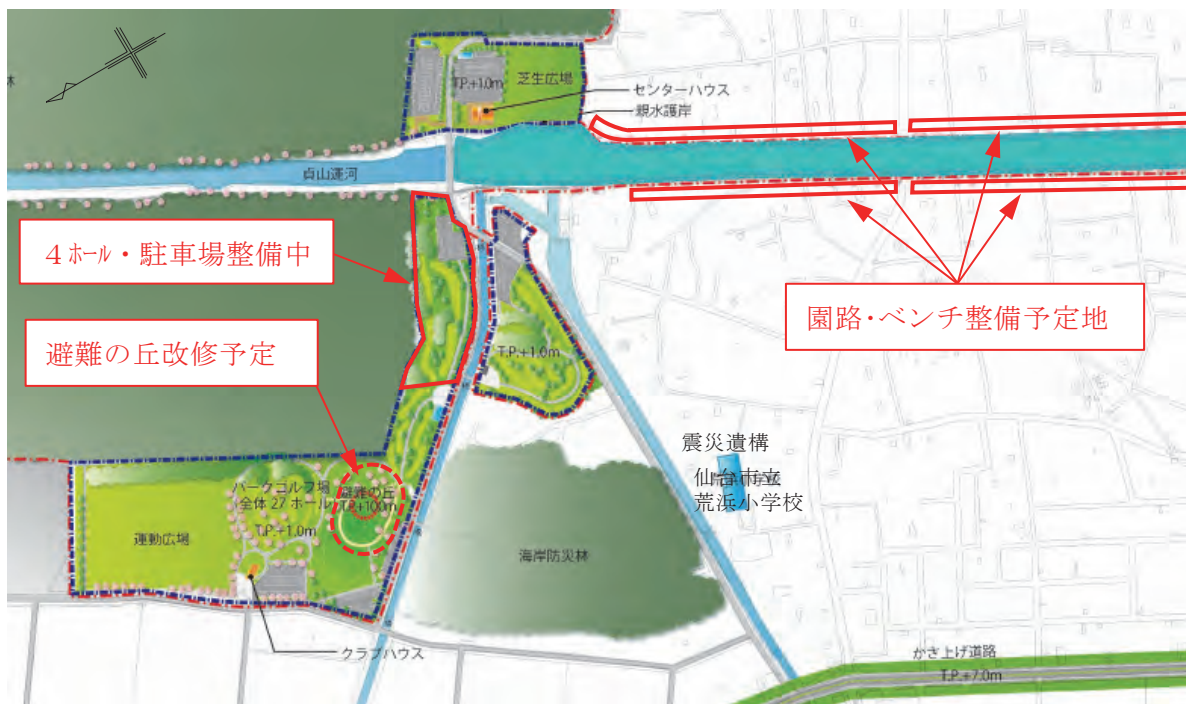 林
T.P.+1.0m
芝生広場
センターハウス
親水護岸
貞山運河
4ホール・駐車場整備中
園路・ベンチ整備予定地
避難の丘改修予定
T.P.+1.0m
震災遺構
仙台市立
荒浜小学校
パークゴルフ場
全体27ホール
T.P.+1.0m
避難の丘
運動広場
海岸防災林
クラブハウス
かさ上げ道路
T.P.+7.0m